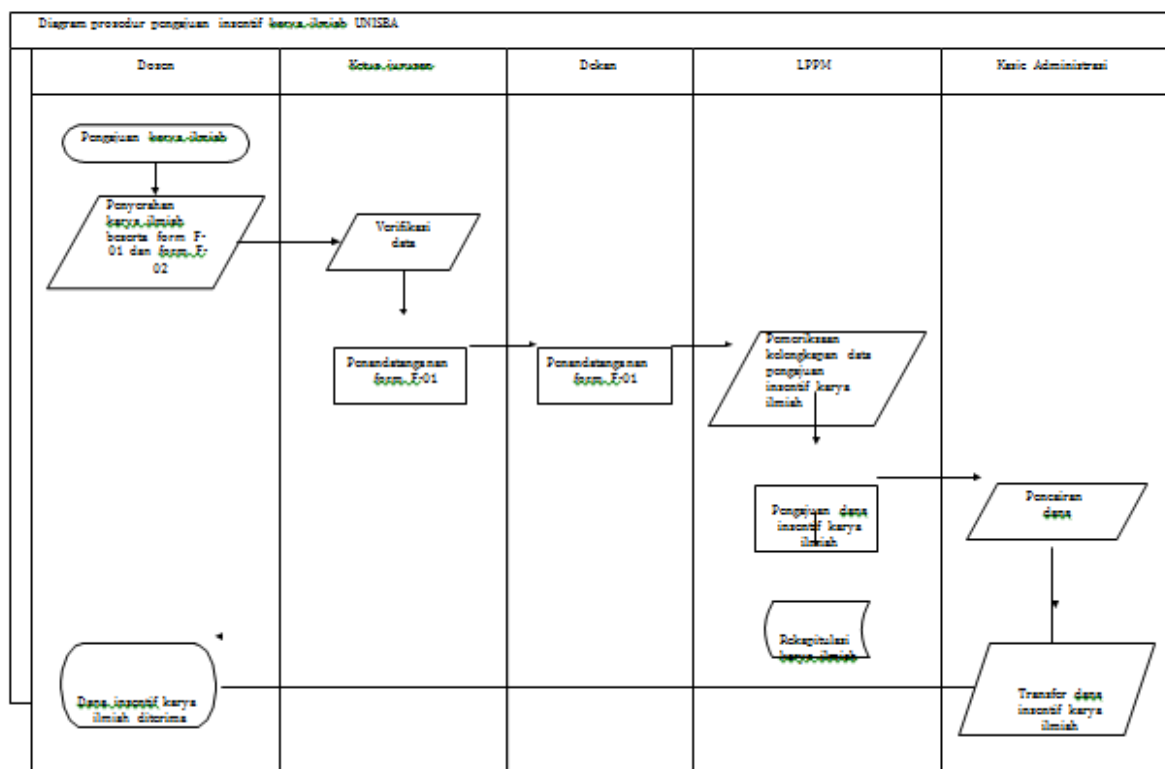 Diagram prosedur pengajuan insentif karya ilmiah UNISBA
Dosen
Ketua jurusan
Dekan
LPPM
Kasie Administrasi
Pengajuan karya ilmiah
Penyerahan
karya ilmiah
beserta form F-
01 dan form F-
02
Verifikasi
data
Penandatanganan
form F-01
Penandatanganan
form F-01
Pemeriksaan
kelengkapan data
pengajuan
insentif karya
ilmiah
Pengajuan dana
insentif karya
ilmiah
Pencairan
dana
Rekapitulasi
karya ilmiah
Transfer dana
insentif karya
ilmiah
Dana insentif karya
ilmiah diterima